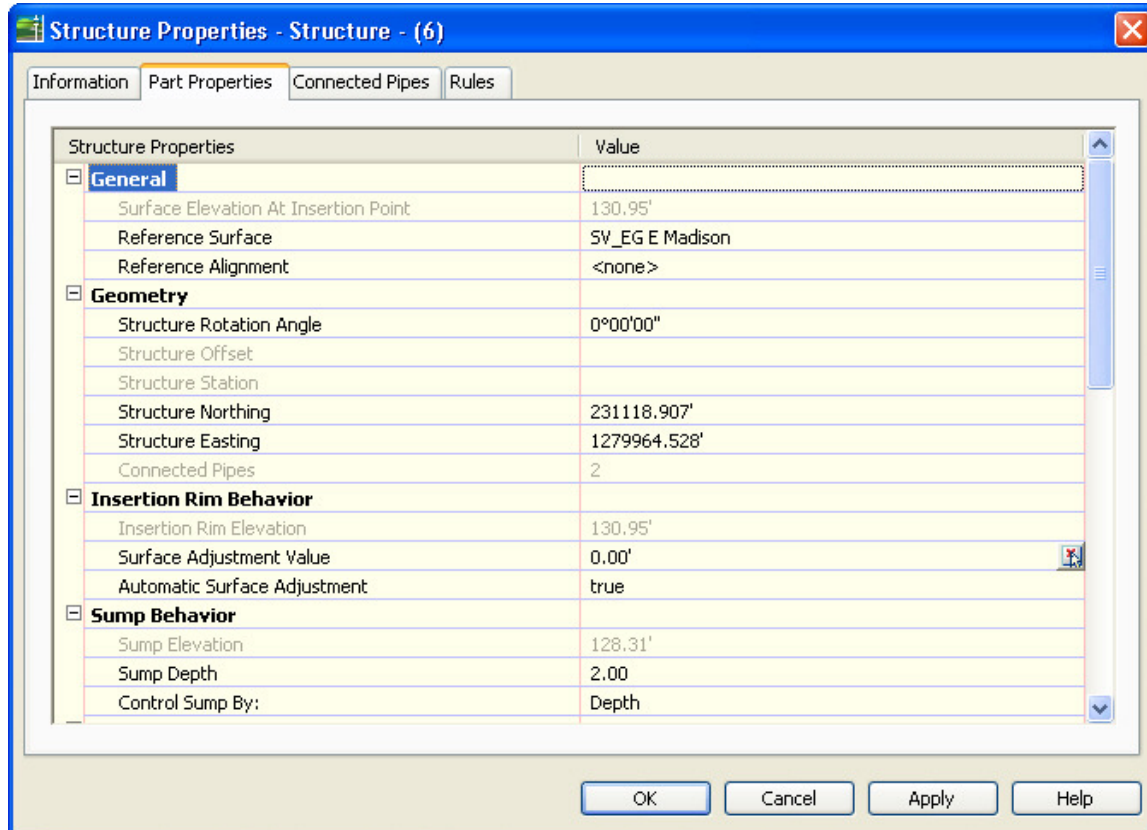 Structure Properties - Structure - (6)
Information Part Properties Connected Pipes Rules
Structure Properties Value
General
Surface Elevation At Insertion Point 130.95'
Reference Surface SV_EG E Madison
Reference Alignment <none>
Geometry
Structure Rotation Angle 0°00'00"
Structure Offset
Structure Station
Structure Northing 231118.907'
Structure Easting 1279964.528'
Connected Pipes 2
Insertion Rim Behavior
Insertion Rim Elevation 130.95'
Surface Adjustment Value 0.00'
Automatic Surface Adjustment true
Sump Behavior
Sump Elevation 128.31'
Sump Depth 2.00
Control Sump By: Depth
OK Cancel Apply Help